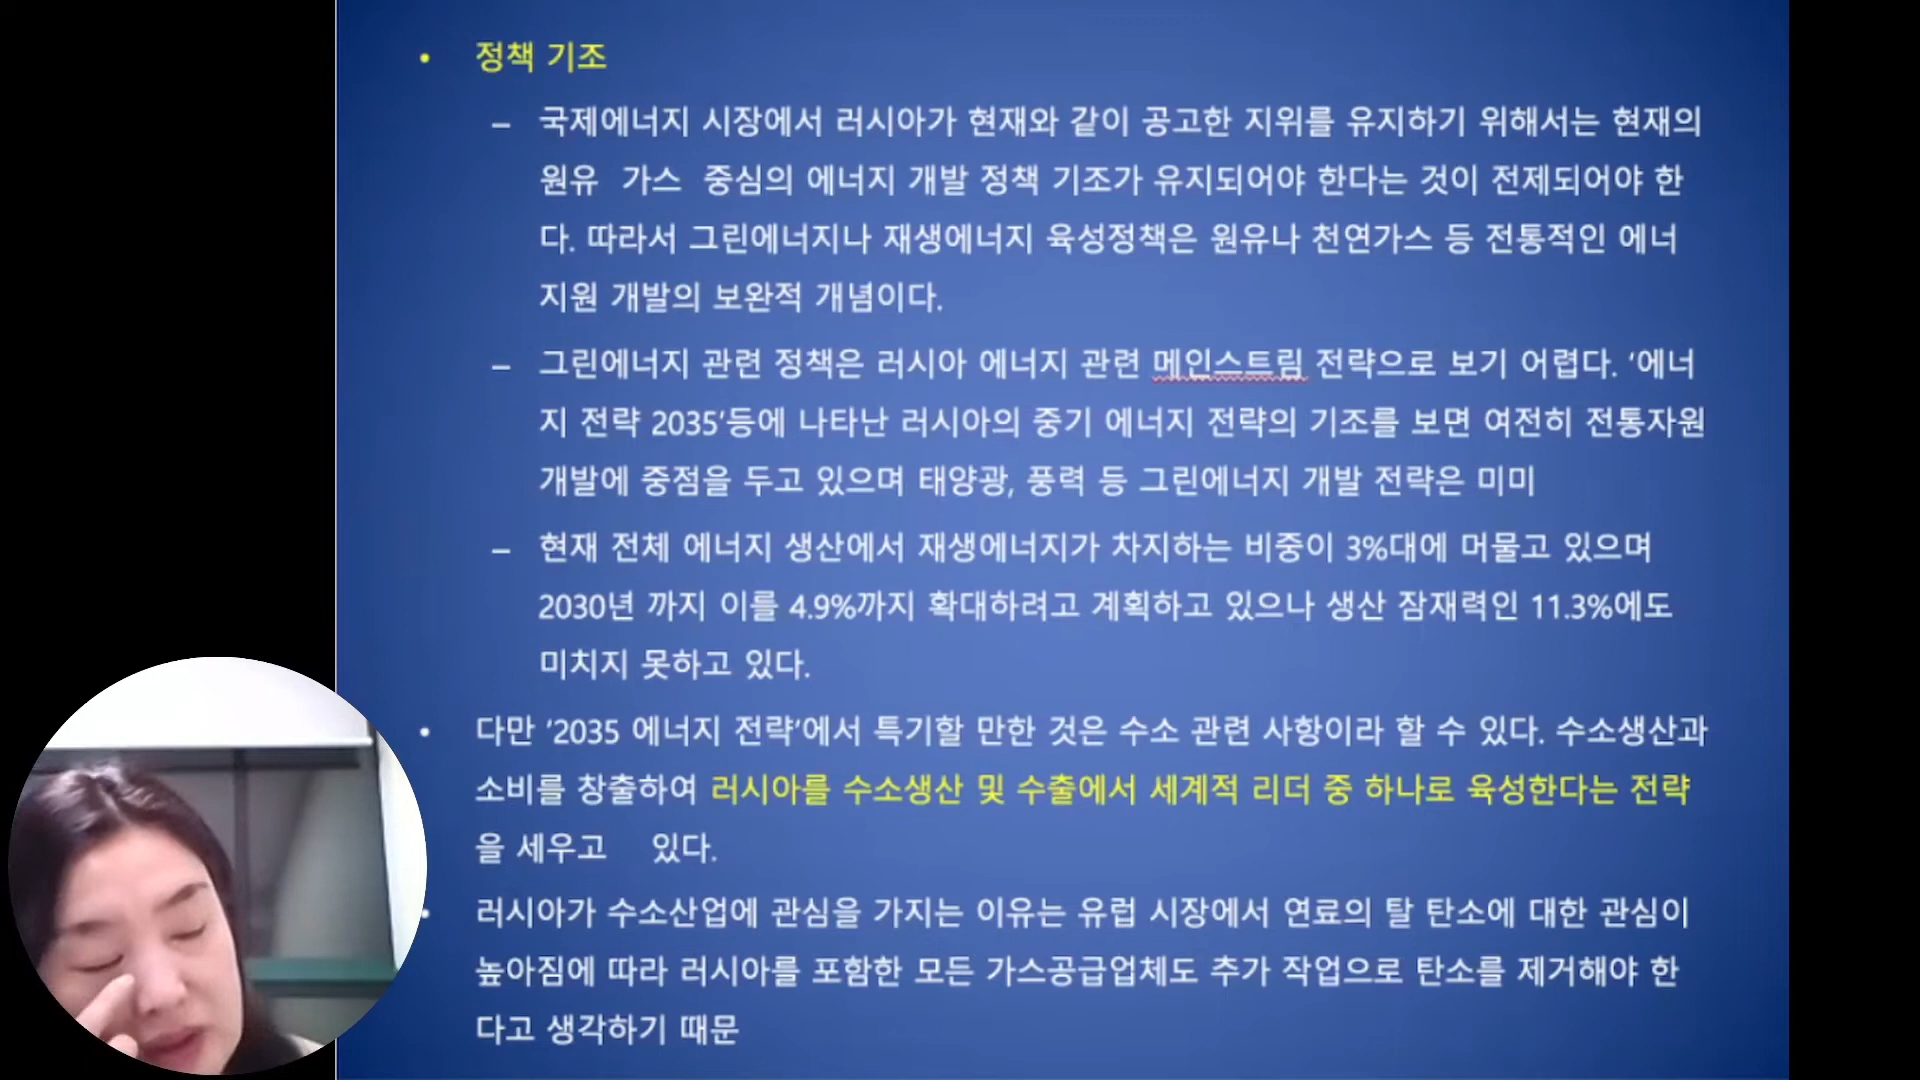 • 정책 기조
– 국제에너지 시장에서 러시아가 현재와 같이 공고한 지위를 유지하기 위해서는 현재의
원유 가스 중심의 에너지 개발 정책 기조가 유지되어야 한다는 것이 전제되어야 한
다. 따라서 그린에너지나 재생에너지 육성정책은 원유나 천연가스 등 전통적인 에너
지원 개발의 보완적 개념이다.
– 그린에너지 관련 정책은 러시아 에너지 관련 메인스트림 전략으로 보기 어렵다. ‘에너
지 전략 2035’등에 나타난 러시아의 중기 에너지 전략의 기조를 보면 여전히 전통자원
개발에 중점을 두고 있으며 태양광, 풍력 등 그린에너지 개발 전략은 미미
– 현재 전체 에너지 생산에서 재생에너지가 차지하는 비중이 3%대에 머물고 있으며
2030년 까지 이를 4.9%까지 확대하려고 계획하고 있으나 생산 잠재력인 11.3%에도
미치지 못하고 있다.
• 다만 ‘2035 에너지 전략’에서 특기할 만한 것은 수소 관련 사항이라 할 수 있다. 수소생산과
소비를 창출하여 러시아를 수소생산 및 수출에서 세계적 리더 중 하나로 육성한다는 전략
을 세우고 있다.
• 러시아가 수소산업에 관심을 가지는 이유는 유럽 시장에서 연료의 탈 탄소에 대한 관심이
높아짐에 따라 러시아를 포함한 모든 가스공급업체도 추가 작업으로 탄소를 제거해야 한
다고 생각하기 때문